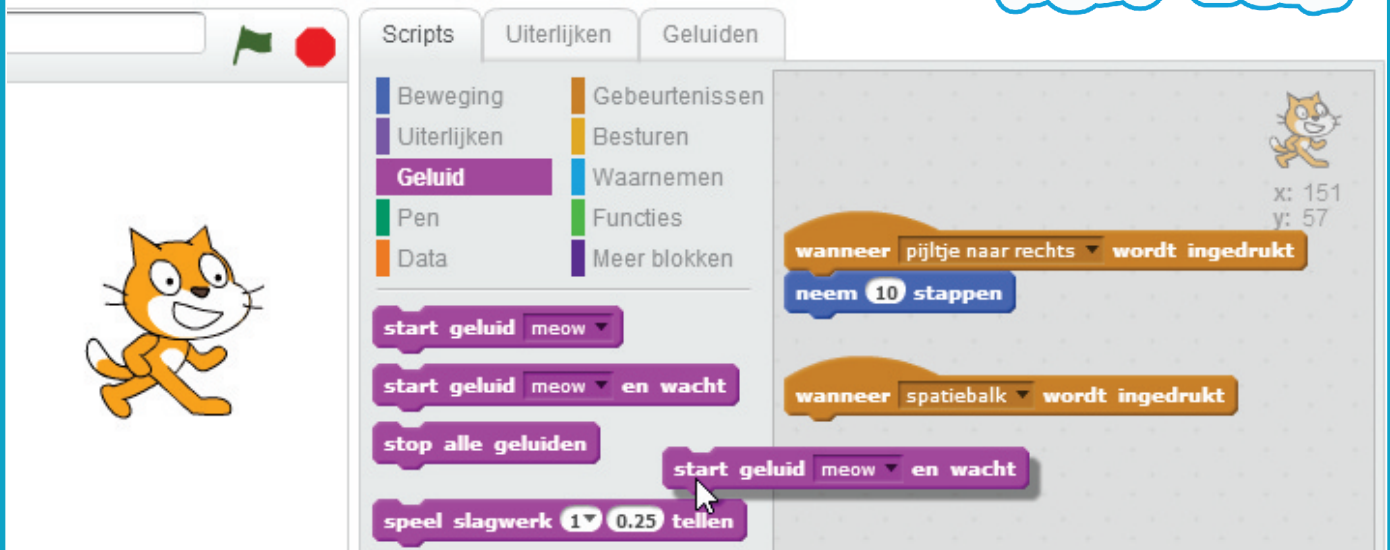 Scripts Uiterlijken Geluiden
Beweging Gebeurtenissen
Uiterlijken Besturen
Geluid Waarnemen
Pen Functies
Data Meer blokken
x: 151
y: 57
wanneer pijltje naar rechts wordt ingedrukt
neem 10 stappen
wanneer spatiebalk wordt ingedrukt
start geluid meow
start geluid meow en wacht
stop alle geluiden
start geluid meow en wacht
speel slagwerk 1 0.25 tellen